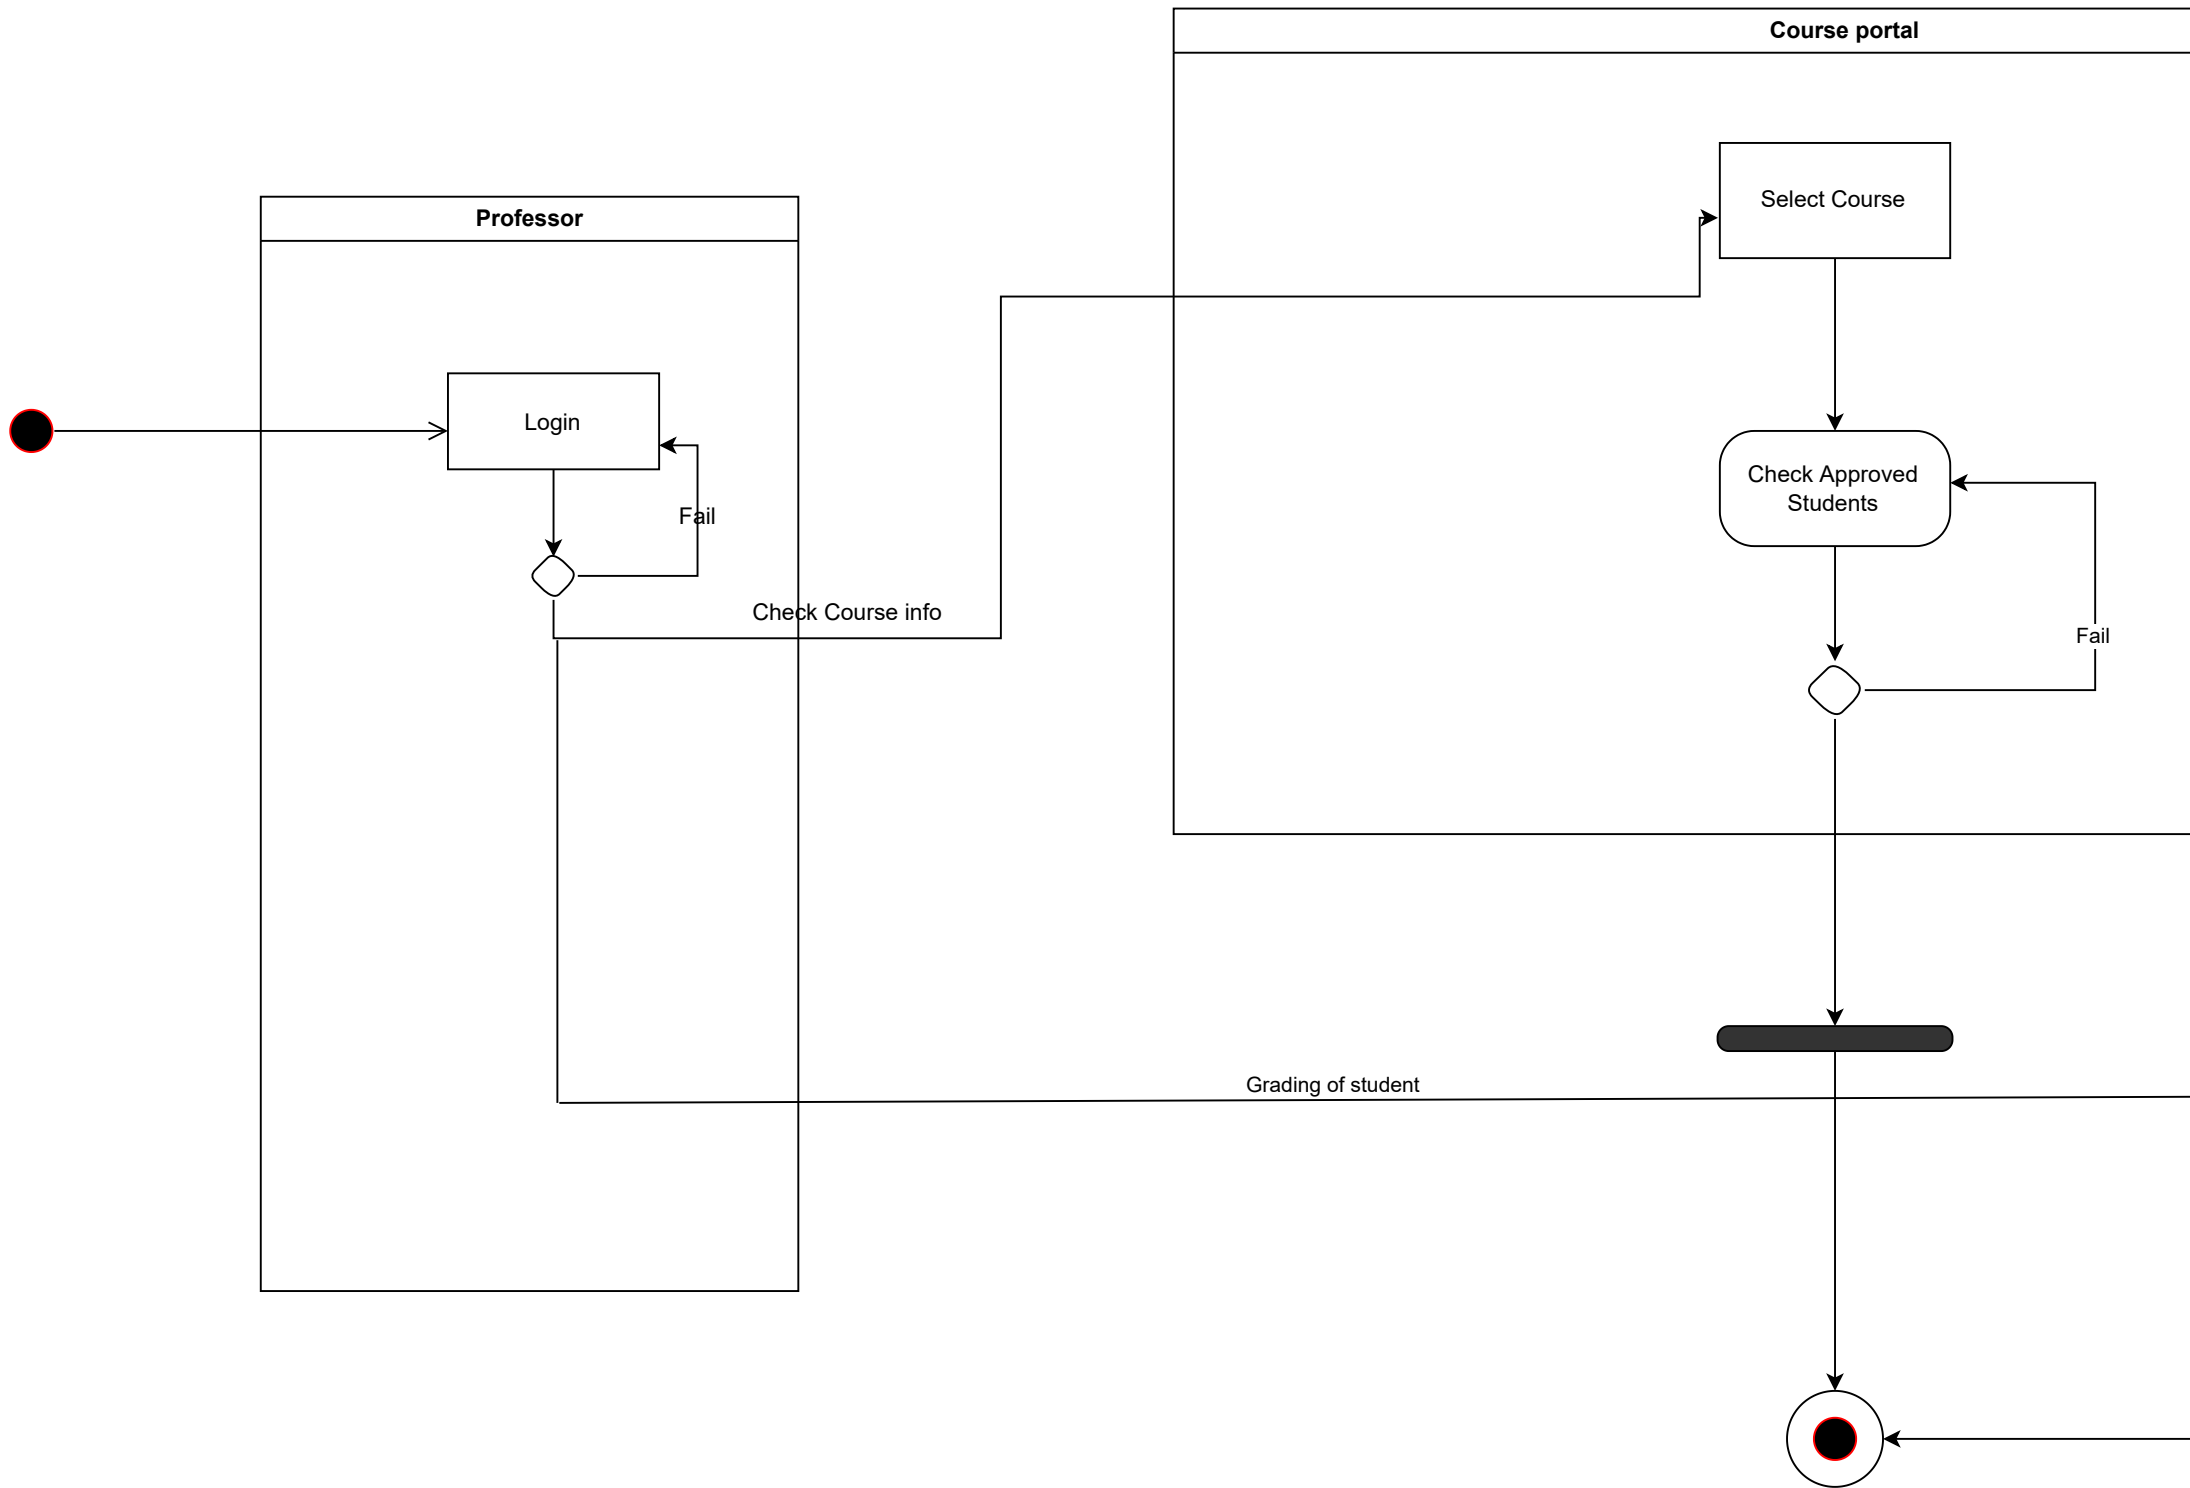 Course portal
Select Course
Professor
Login
Check Approved
Students
Fail
Check Course info
Fail
Grading of student